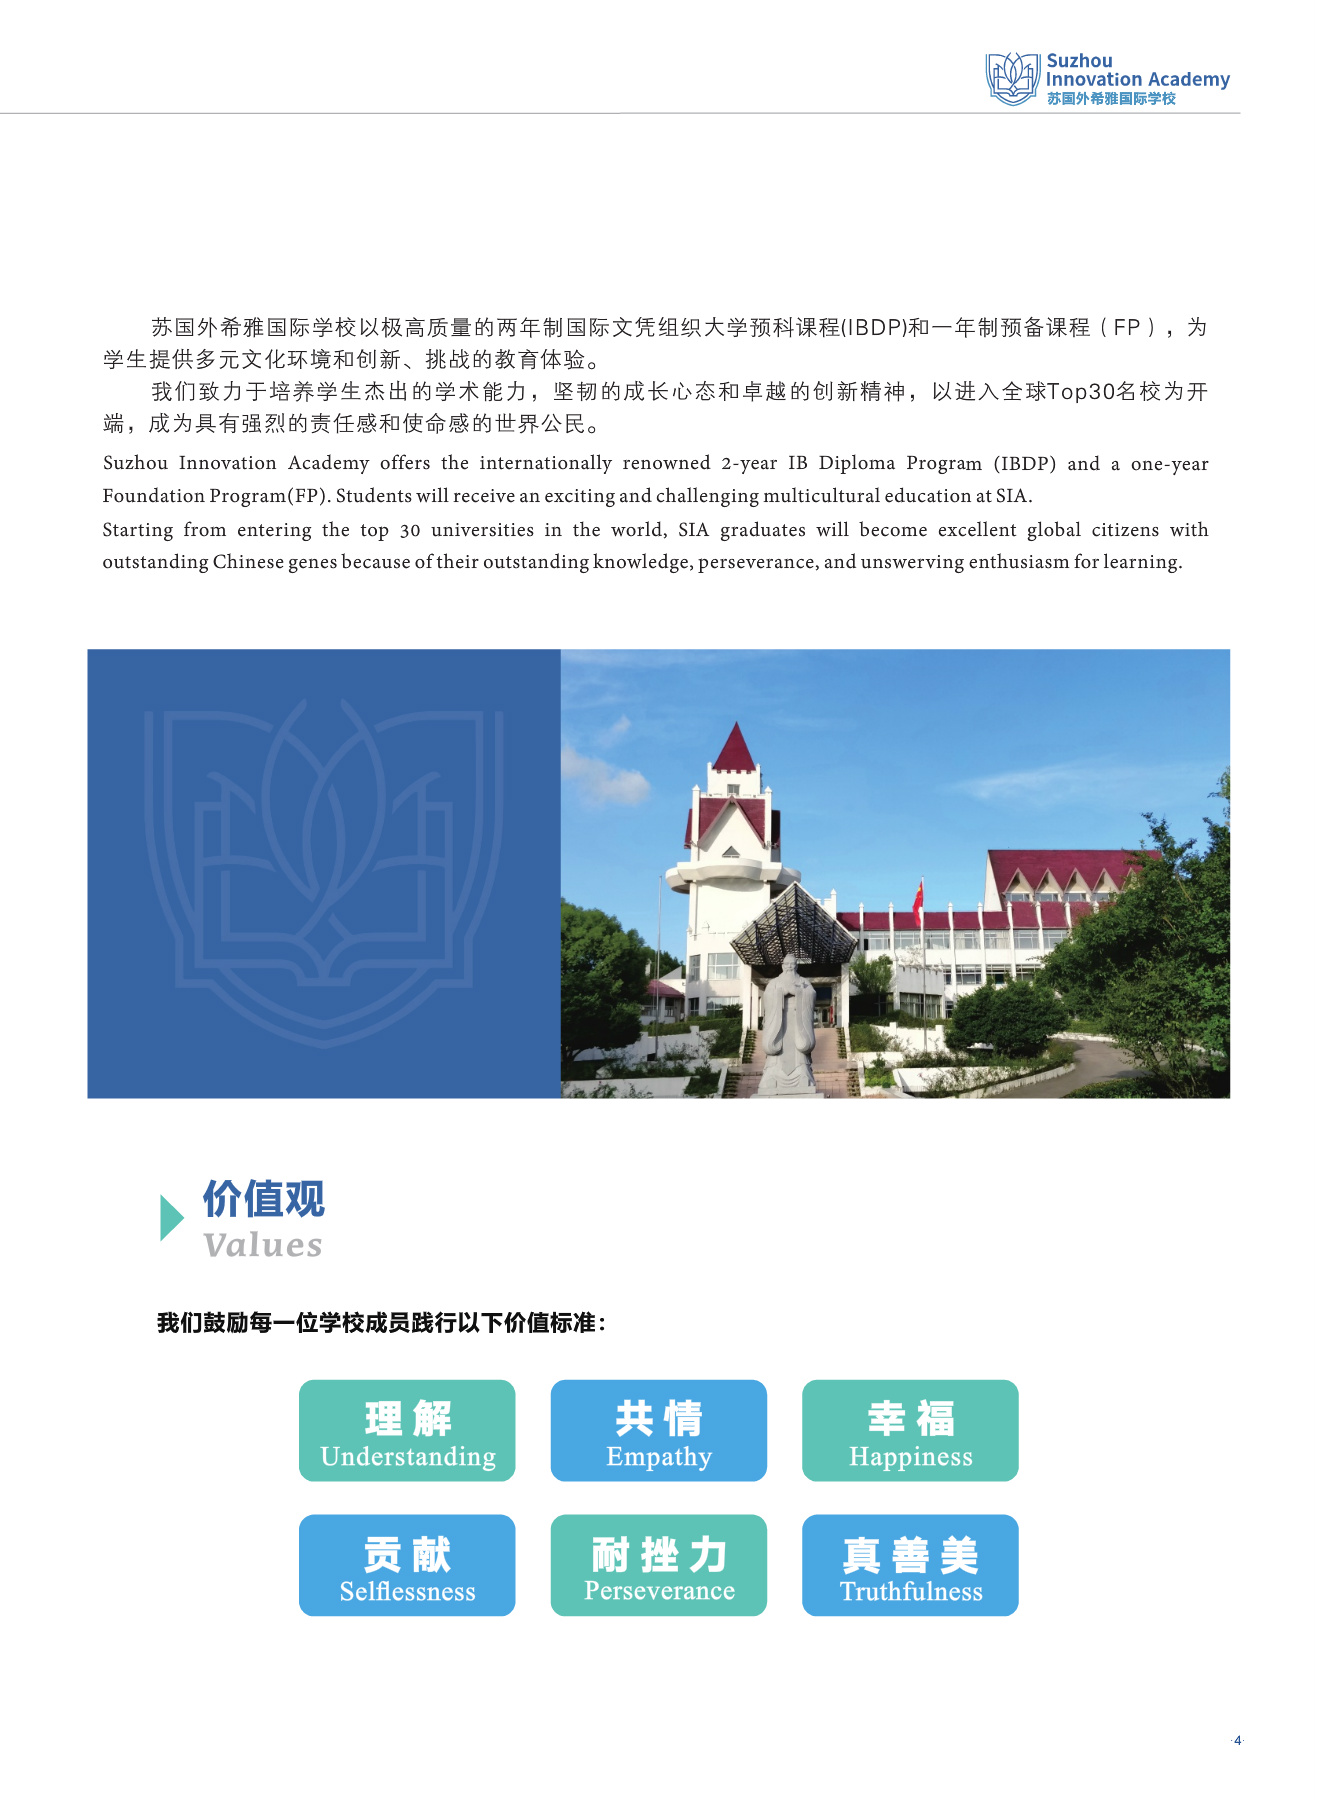 Suzhou
Innovation Academy
苏国外希雅国际学校
苏国外希雅国际学校以极高质量的两年制国际文凭组织大学预科课程(IBDP)和一年制预备课程（FP），为
学生提供多元文化环境和创新、挑战的教育体验。
我们致力于培养学生杰出的学术能力，坚韧的成长心态和卓越的创新精神，以进入全球Top30名校为开
端，成为具有强烈的责任感和使命感的世界公民。
Suzhou Innovation Academy offers the internationally renowned 2-year IB Diploma Program (IBDP) and a one-year
Foundation Program(FP). Students will receive an exciting and challenging multicultural education at SIA.
Starting from entering the top 30 universities in the world, SIA graduates will become excellent global citizens with
outstanding Chinese genes because of their outstanding knowledge, perseverance, and unswerving enthusiasm for learning.
价值观
Values
我们鼓励每一位学校成员践行以下价值标准：
理解
Understanding
共情
Empathy
幸福
Happiness
贡献
Selflessness
耐挫力
Perseverance
真善美
Truthfulness
·4·